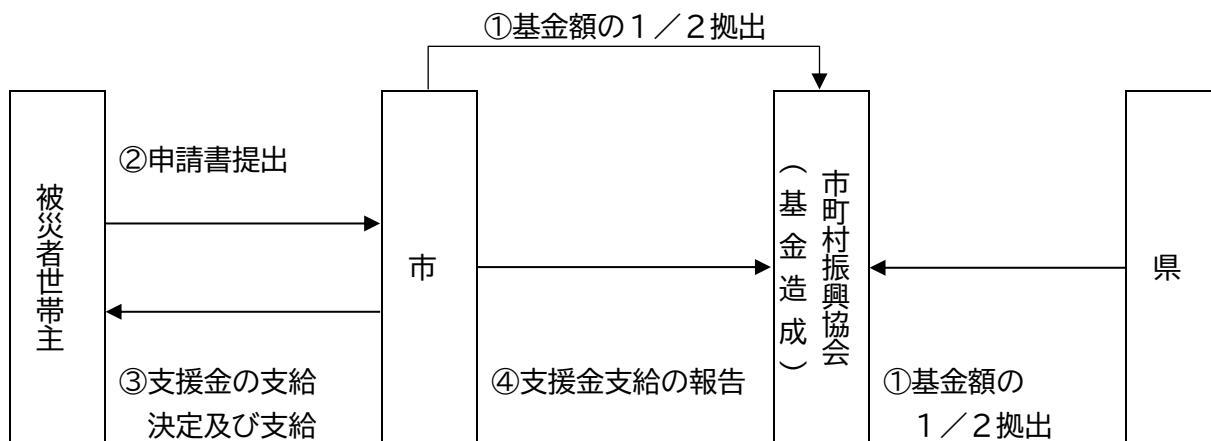 ①基金額の１／２拠出
②申請書提出
被災者世帯主
③支援金の支給
決定及び支給
市
④支援金支給の報告
市町村振興協会
（基金造成）
①基金額の
１／２拠出
県